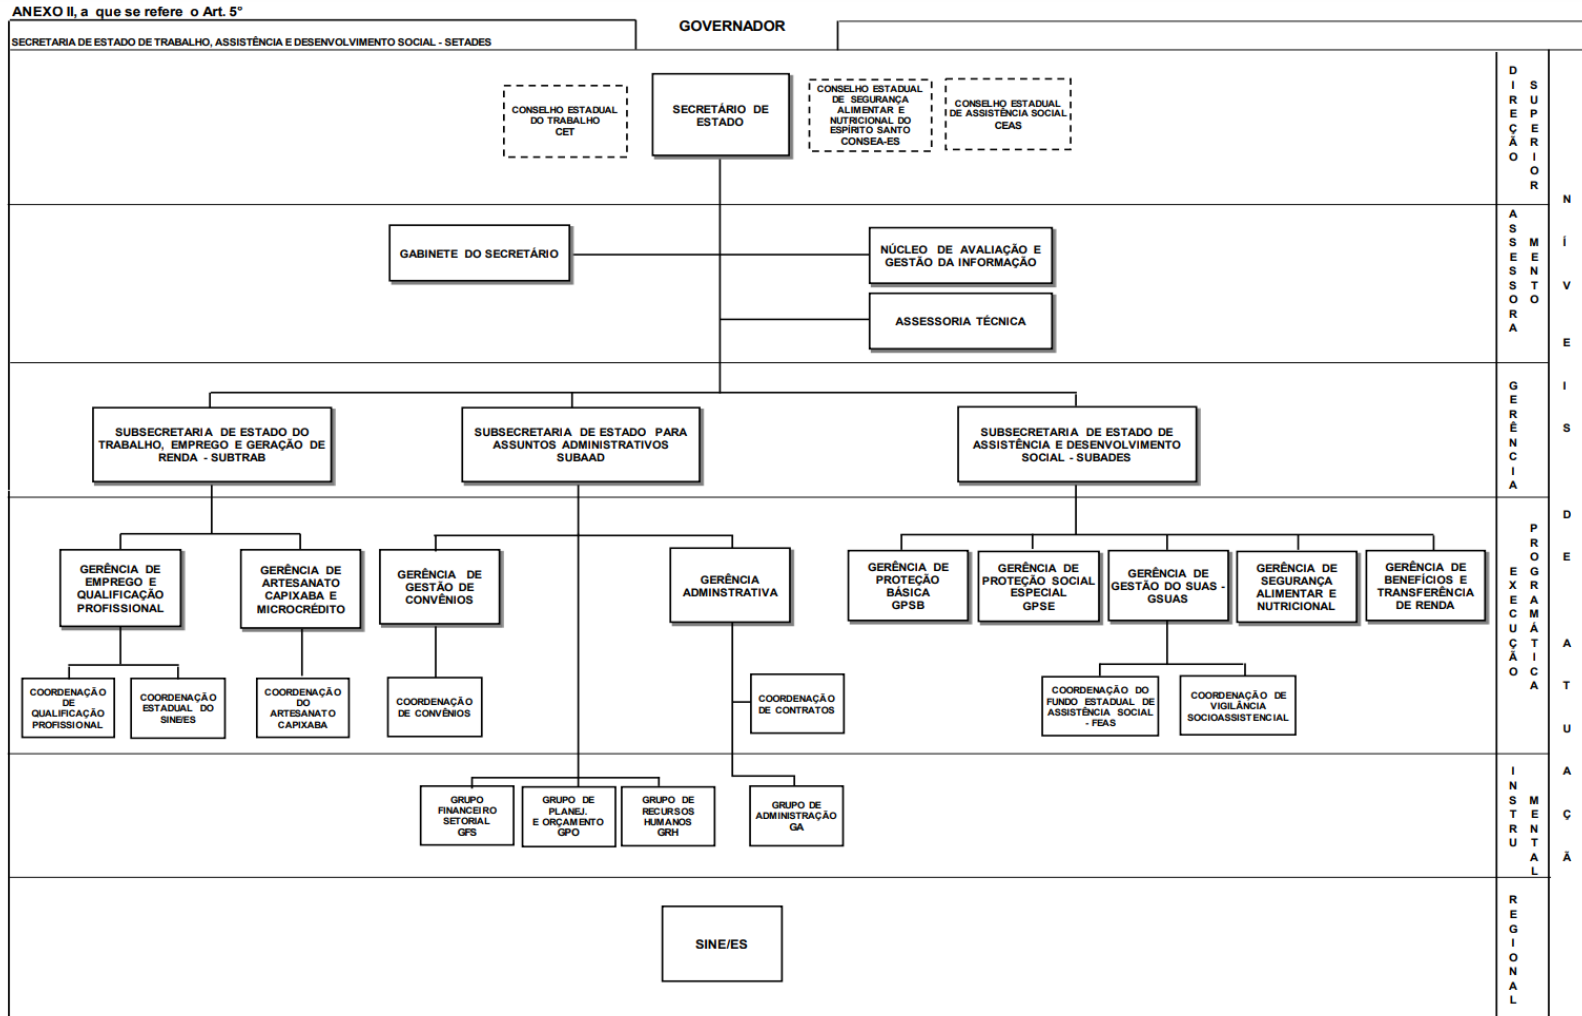 ANEXO II, a que se refere o Art. 5°
GOVERNADOR
SECRETARIA DE ESTADO DE TRABALHO, ASSISTÊNCIA E DESENVOLVIMENTO SOCIAL - SETADES
CONSELHO ESTADUAL
DO TRABALHO
CET
SECRETÁRIO DE
ESTADO
CONSELHO ESTADUAL
DE SEGURANÇA
ALIMENTAR E
NUTRICIONAL DO
ESPÍRITO SANTO
CONSEA-ES
CONSELHO ESTADUAL
DE ASSISTÊNCIA SOCIAL
CEAS
DIREÇÃO
SUPERIOR
GABINETE DO SECRETÁRIO
NÚCLEO DE AVALIAÇÃO E
GESTÃO DA INFORMAÇÃO
ASSESSORIA TÉCNICA
ASSESSORA
MENTO
SUBSECRETARIA DE ESTADO DO
TRABALHO, EMPREGO E GERAÇÃO DE
RENDA - SUBTRAB
SUBSECRETARIA DE ESTADO PARA
ASSUNTOS ADMINISTRATIVOS
SUBAAD
SUBSECRETARIA DE ESTADO DE
ASSISTÊNCIA E DESENVOLVIMENTO
SOCIAL - SUBADES
GERÊNCIA
GERÊNCIA DE
EMPREGO E
QUALIFICAÇÃO
PROFISSIONAL
GERÊNCIA DE
ARTESANATO
CAPIXABA E
MICROCRÉDITO
GERÊNCIA DE
GESTÃO DE
CONVÊNIOS
GERÊNCIA
ADMINSTRATIVA
GERÊNCIA DE
PROTEÇÃO
BÁSICA
GPSB
GERÊNCIA DE
PROTEÇÃO SOCIAL
ESPECIAL
GPSE
GERÊNCIA DE
GESTÃO DO SUAS -
GSUAS
GERÊNCIA DE
SEGURANÇA
ALIMENTAR E
NUTRICIONAL
GERÊNCIA DE
BENEFÍCIOS E
TRANSFERÊNCIA
DE RENDA
COORDENAÇÃO
DE
QUALIFICAÇÃO
PROFISSIONAL
COORDENAÇÃO
ESTADUAL DO
SINE/ES
COORDENAÇÃO
DO
ARTESANATO
CAPIXABA
COORDENAÇÃO
DE CONVÊNIOS
COORDENAÇÃO
DE CONTRATOS
COORDENAÇÃO DO
FUNDO ESTADUAL DE
ASSISTÊNCIA SOCIAL
- FEAS
COORDENAÇÃO DE
VIGILÂNCIA
SOCIOASSISTENCIAL
EXECUÇÃO
PROGRAMÁTICA
GRUPO
FINANCEIRO
SETORIAL
GFS
GRUPO DE
PLANEJ.
E ORÇAMENTO
GPO
GRUPO DE
RECURSOS
HUMANOS
GRH
GRUPO DE
ADMINISTRAÇÃO
GA
INSTRU
MENTAL
SINE/ES
REGIONAL
NÍVEIS DE ATUAÇÃ